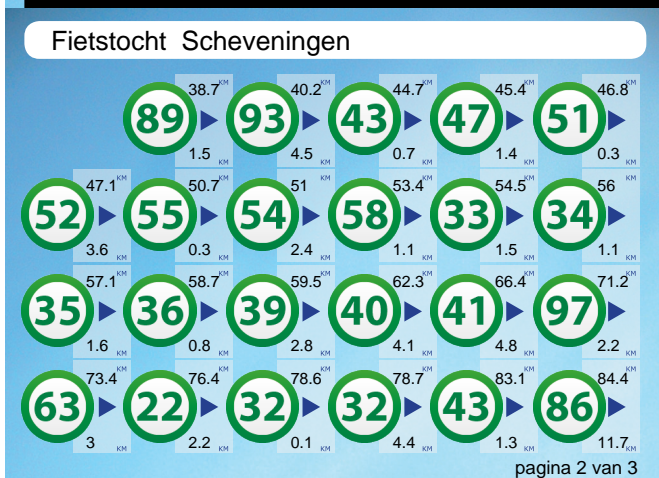 Fietstocht Scheveningen
38.7 KM 40.2 KM 44.7 KM 45.4 KM 46.8 KM
89 93 43 47 51
1.5 KM 4.5 KM 0.7 KM 1.4 KM 0.3 KM
47.1 KM 50.7 KM 51 KM 53.4 KM 54.5 KM 56 KM
52 55 54 58 33 34
3.6 KM 0.3 KM 2.4 KM 1.1 KM 1.5 KM 1.1 KM
57.1 KM 58.7 KM 59.5 KM 62.3 KM 66.4 KM 71.2 KM
35 36 39 40 41 97
1.6 KM 0.8 KM 2.8 KM 4.1 KM 4.8 KM 2.2 KM
73.4 KM 76.4 KM 78.6 KM 78.7 KM 83.1 KM 84.4 KM
63 22 32 32 43 86
3 KM 2.2 KM 0.1 KM 4.4 KM 1.3 KM 11.7 KM
pagina 2 van 3